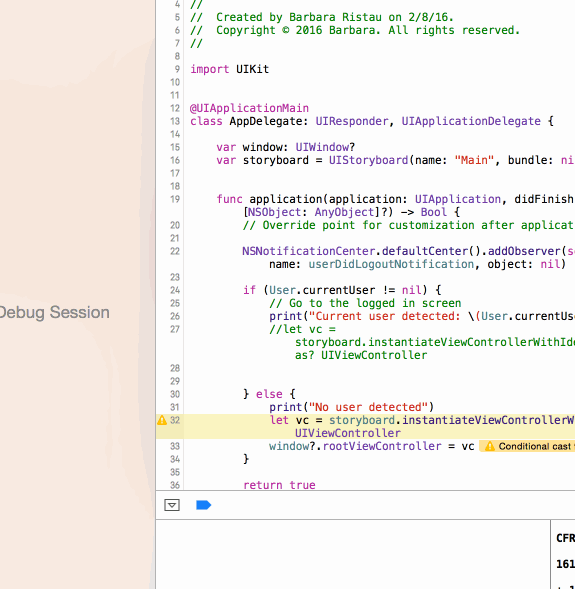 4 //
5 // Created by Barbara Ristau on 2/8/16.
6 // Copyright © 2016 Barbara. All rights reserved.
7 //
8
9 import UIKit
10
11
12 @UIApplicationMain
13 class AppDelegate: UIResponder, UIApplicationDelegate {
14
15 var window: UIWindow?
16 var storyboard = UIStoryboard(name: "Main", bundle: ni
17
18
19 func application(application: UIApplication, didFinish
[NSObject: AnyObject]?) -> Bool {
20 // Override point for customization after applicat
21
22 NSNotificationCenter.defaultCenter().addObserver(se
name: userDidLogoutNotification, object: nil)
23
24 if (User.currentUser != nil) {
25 // Go to the logged in screen
Debug Session
26 print("Current user detected: \(User.currentUse
27 //let vc =
storyboard.instantiateViewControllerWithIde
as? UIViewController
28
29
30 } else {
31 print("No user detected")
32 let vc = storyboard.instantiateViewControllerW
UIViewController
33 window?.rootViewController = vc Conditional cast
34 }
35
36 return true
CFR
161